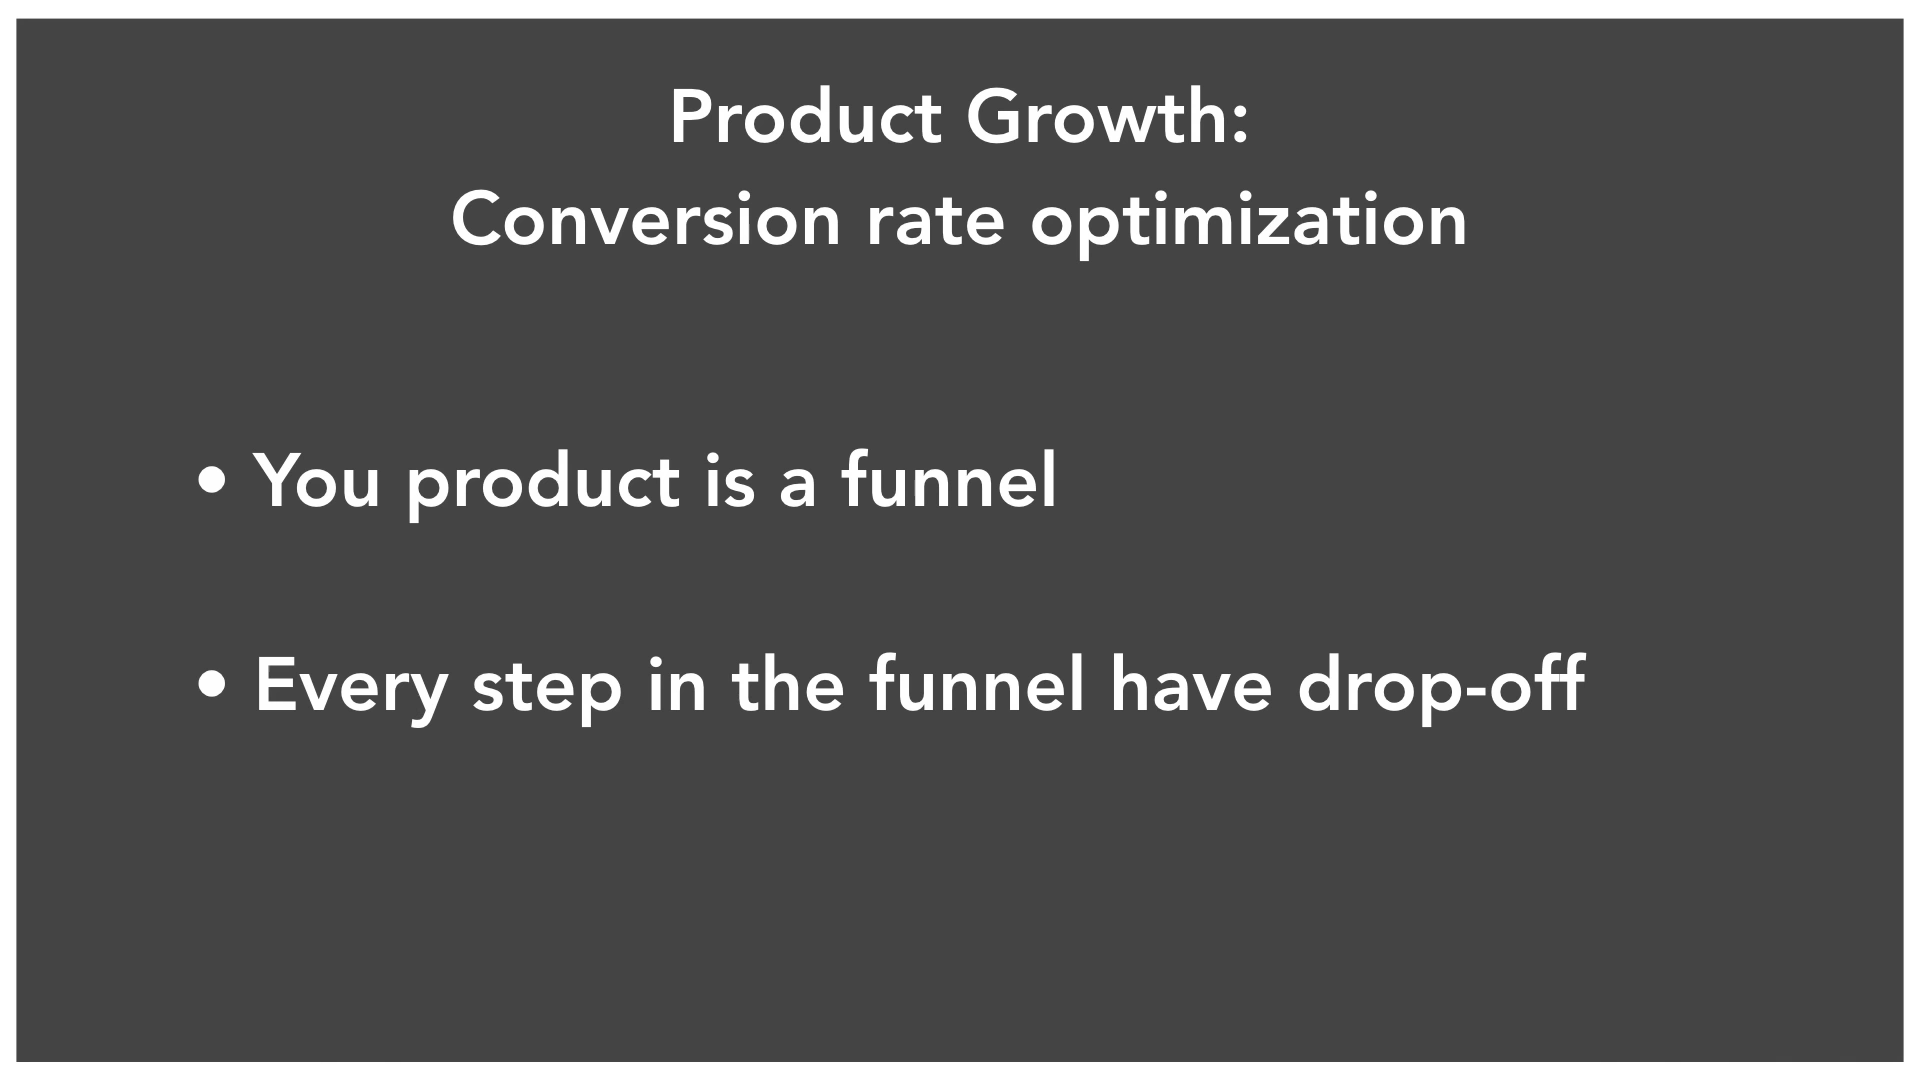 Product Growth:
Conversion rate optimization
• You product is a funnel
• Every step in the funnel have drop-off